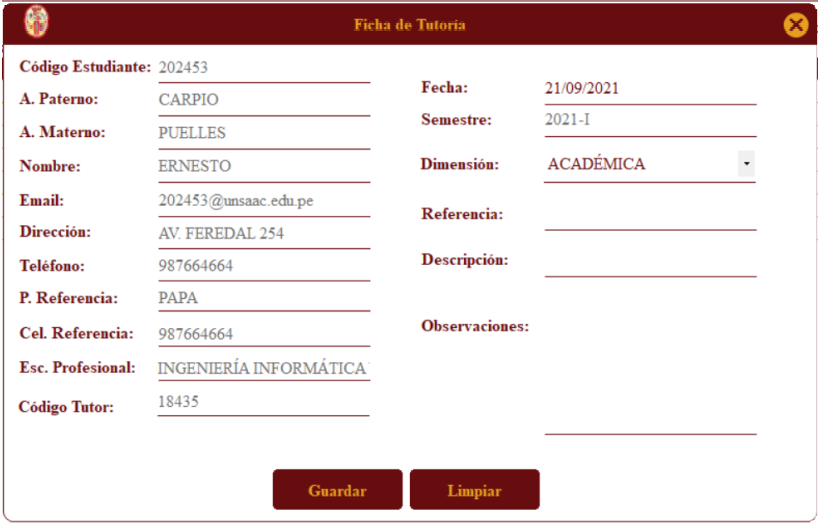 Ficha de Tutoría
Código Estudiante: 202453
A. Paterno: CARPIO
A. Materno: PUELLES
Nombre: ERNESTO
Email: 202453@unsaac.edu.pe
Dirección: AV. FEREDAL 254
Teléfono: 987664664
P. Referencia: PAPA
Cel. Referencia: 987664664
Esc. Profesional: INGENIERÍA INFORMÁTICA
Código Tutor: 18435
Fecha: 21/09/2021
Semestre: 2021-I
Dimensión: ACADÉMICA
Referencia:
Descripción:
Observaciones:
Guardar
Limpiar